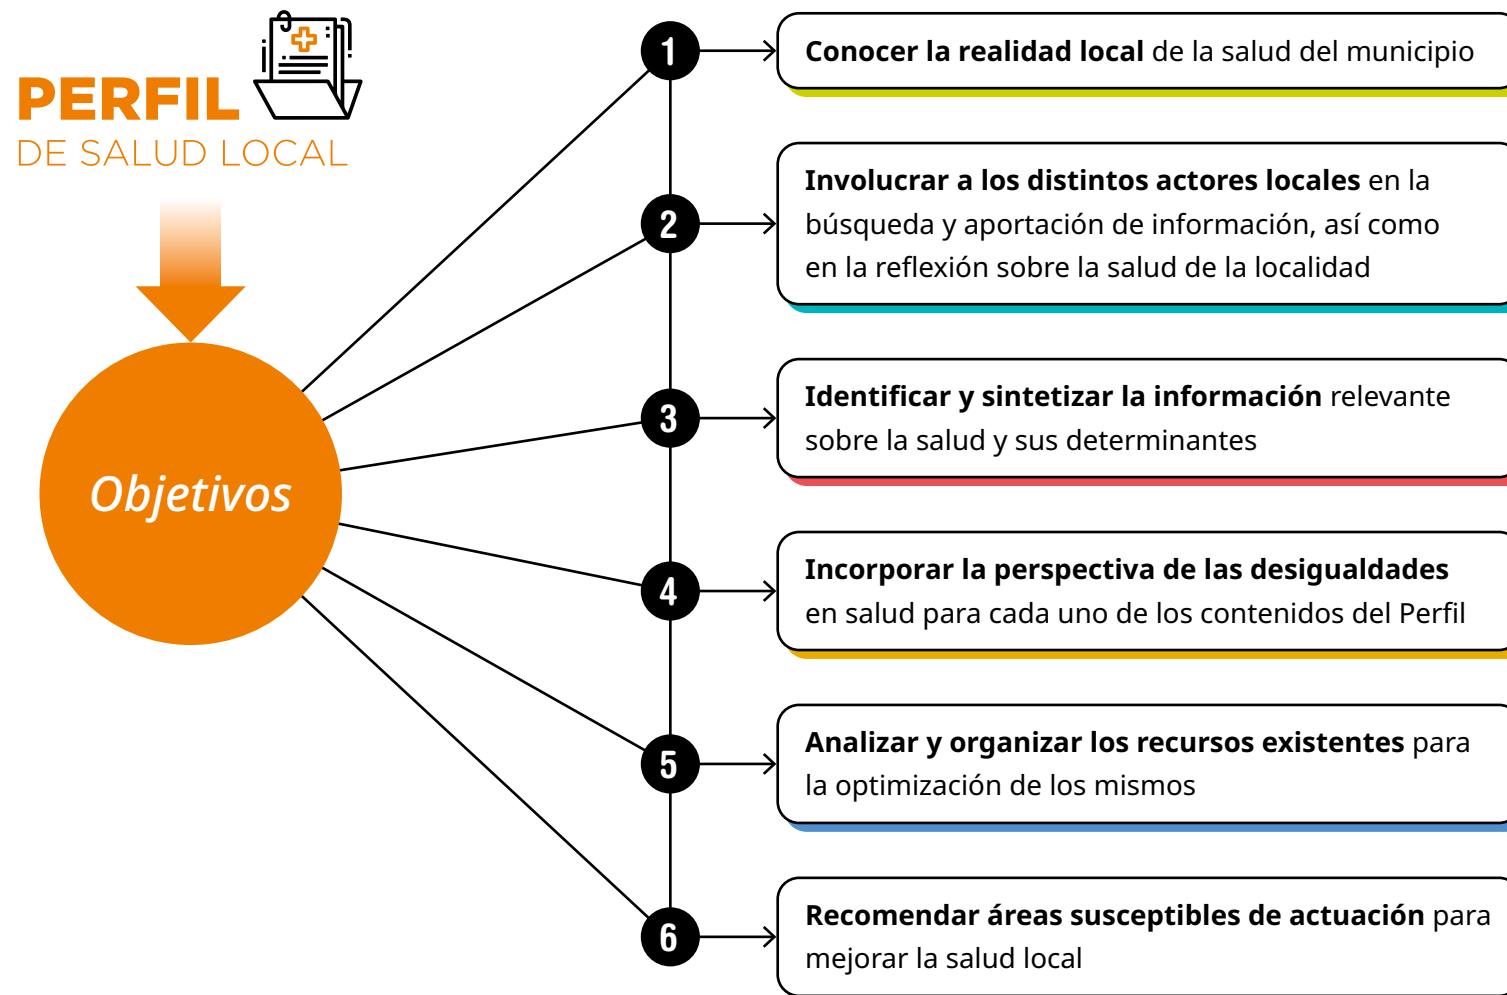 PERFIL
DE SALUD LOCAL
Objetivos
1
Conocer la realidad local de la salud del municipio
2
Involucrar a los distintos actores locales en la
búsqueda y aportación de información, así como
en la reflexión sobre la salud de la localidad
3
Identificar y sintetizar la información relevante
sobre la salud y sus determinantes
4
Incorporar la perspectiva de las desigualdades
en salud para cada uno de los contenidos del Perfil
5
Analizar y organizar los recursos existentes para
la optimización de los mismos
6
Recomendar áreas susceptibles de actuación para
mejorar la salud local